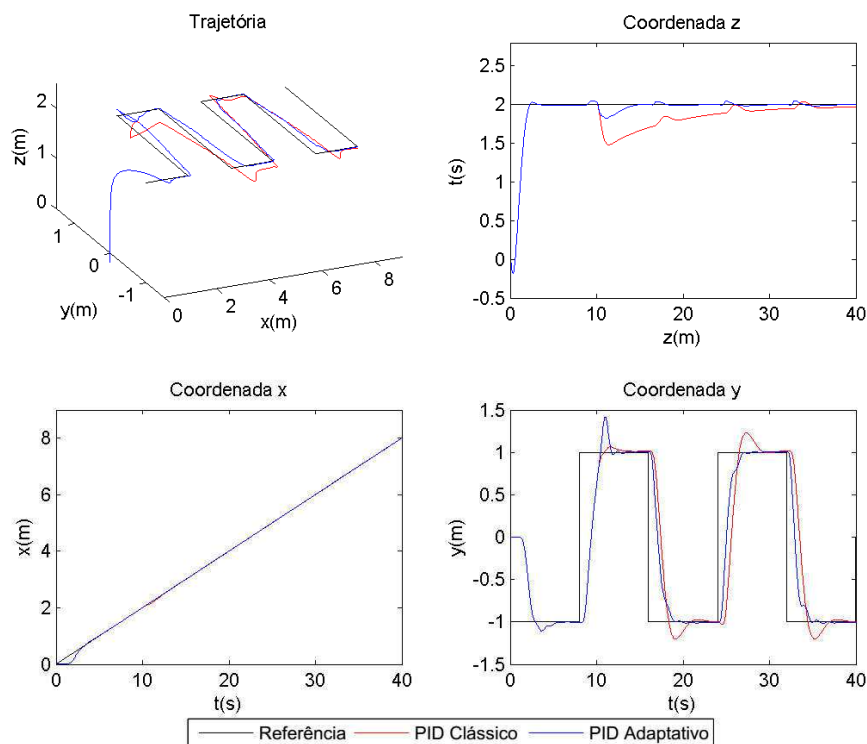 Trajetória
2
1
0
z(m)
1
0
-1
y(m)
0
2
4
6
8
x(m)
Coordenada z
2.5
2
1.5
1
0.5
0
-0.5
t(s)
0
10
20
30
40
z(m)
Coordenada x
8
6
4
2
0
x(m)
0
10
20
30
40
t(s)
Coordenada y
1.5
1
0.5
0
-0.5
-1
-1.5
y(m)
0
10
20
30
40
t(s)
Referência
PID Clássico
PID Adaptativo